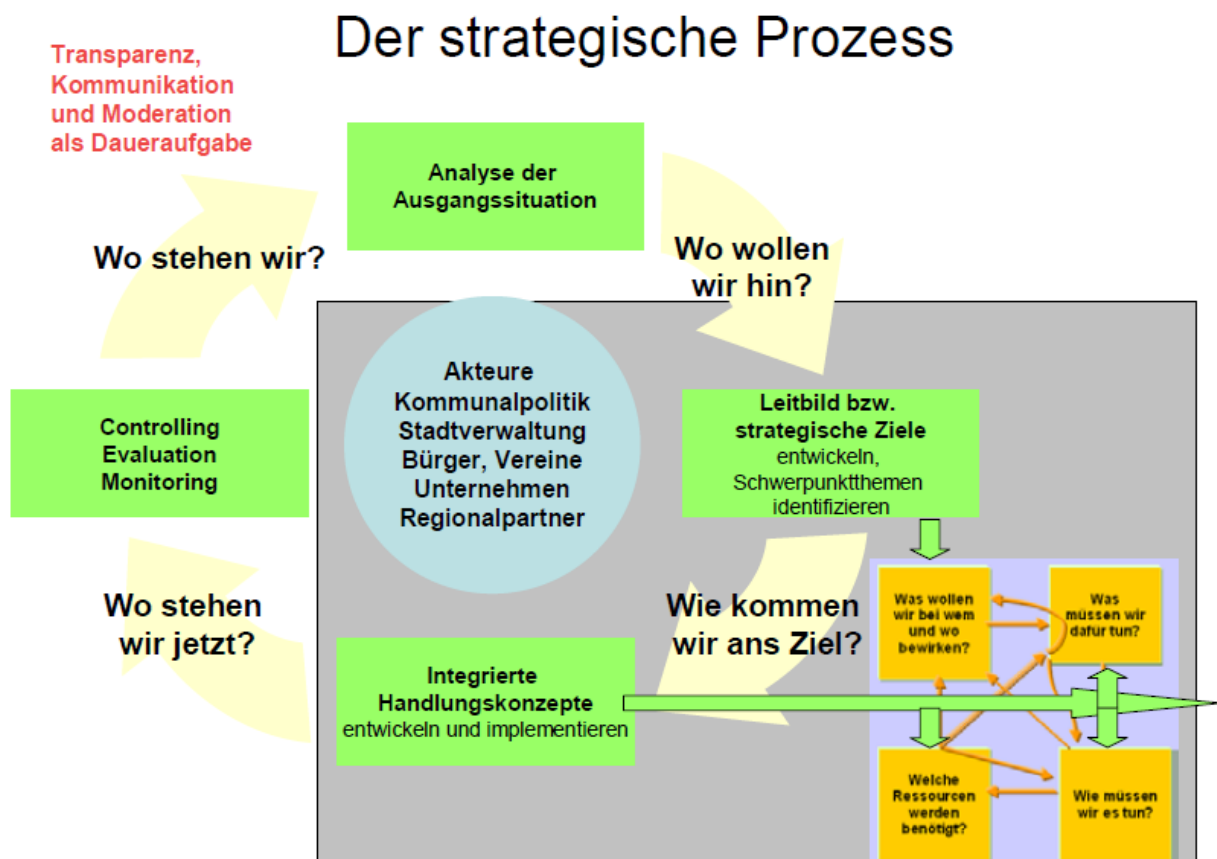 Der strategische Prozess
Transparenz,
Kommunikation
und Moderation
als Daueraufgabe
Analyse der
Ausgangssituation
Wo stehen wir?
Wo wollen
wir hin?
Akteure
Kommunalpolitik
Stadtverwaltung
Bürger, Vereine
Unternehmen
Regionalpartner
Controlling
Evaluation
Monitoring
Leitbild bzw.
strategische Ziele
entwickeln,
Schwerpunktthemen
identifizieren
Wo stehen
wir jetzt?
Wie kommen
wir ans Ziel?
Integrierte
Handlungskonzepte
entwickeln und implementieren
Was wollen
wir bei wem
und wo
bewirken?
Was
müssen wir
dafür tun?
Welche
Ressourcen
werden
benötigt?
Wie müssen
wir es tun?